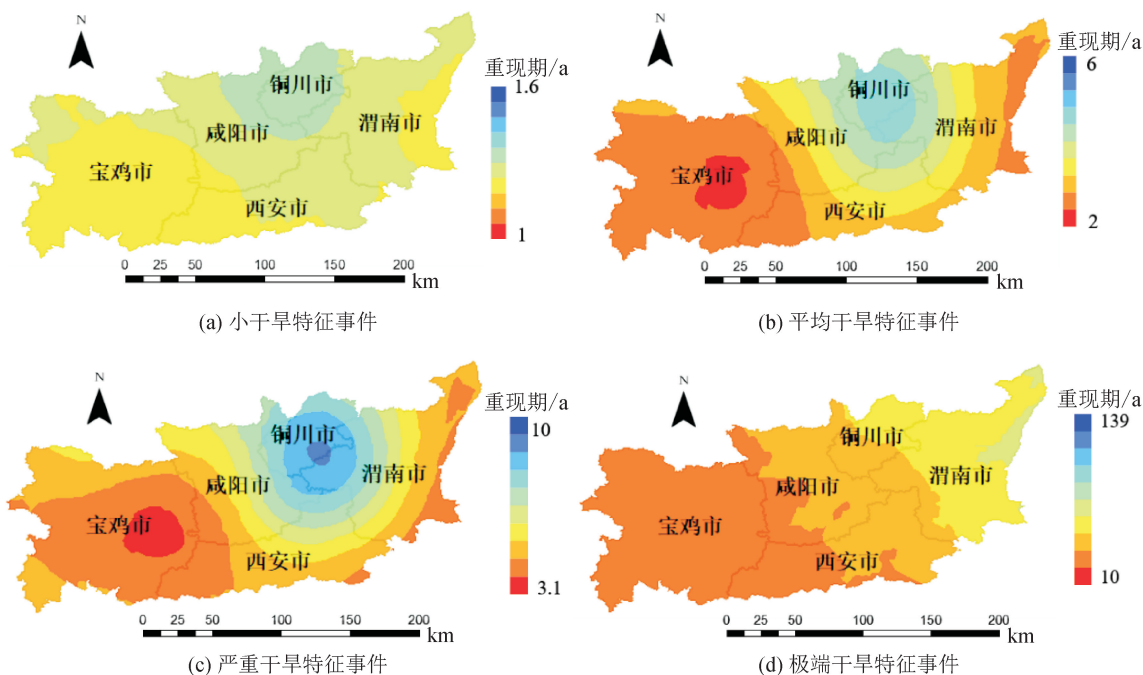 N
重现期/a
1.6
1
铜川市
咸阳市
渭南市
宝鸡市
西安市
0 25 50 100 150 200
km
(a) 小干旱特征事件
N
重现期/a
6
2
铜川市
咸阳市
渭南市
宝鸡市
西安市
0 25 50 100 150 200
km
(b) 平均干旱特征事件
N
重现期/a
10
3.1
铜川市
咸阳市
渭南市
宝鸡市
西安市
0 25 50 100 150 200
km
(c) 严重干旱特征事件
N
重现期/a
139
10
铜川市
咸阳市
渭南市
宝鸡市
西安市
0 25 50 100 150 200
km
(d) 极端干旱特征事件